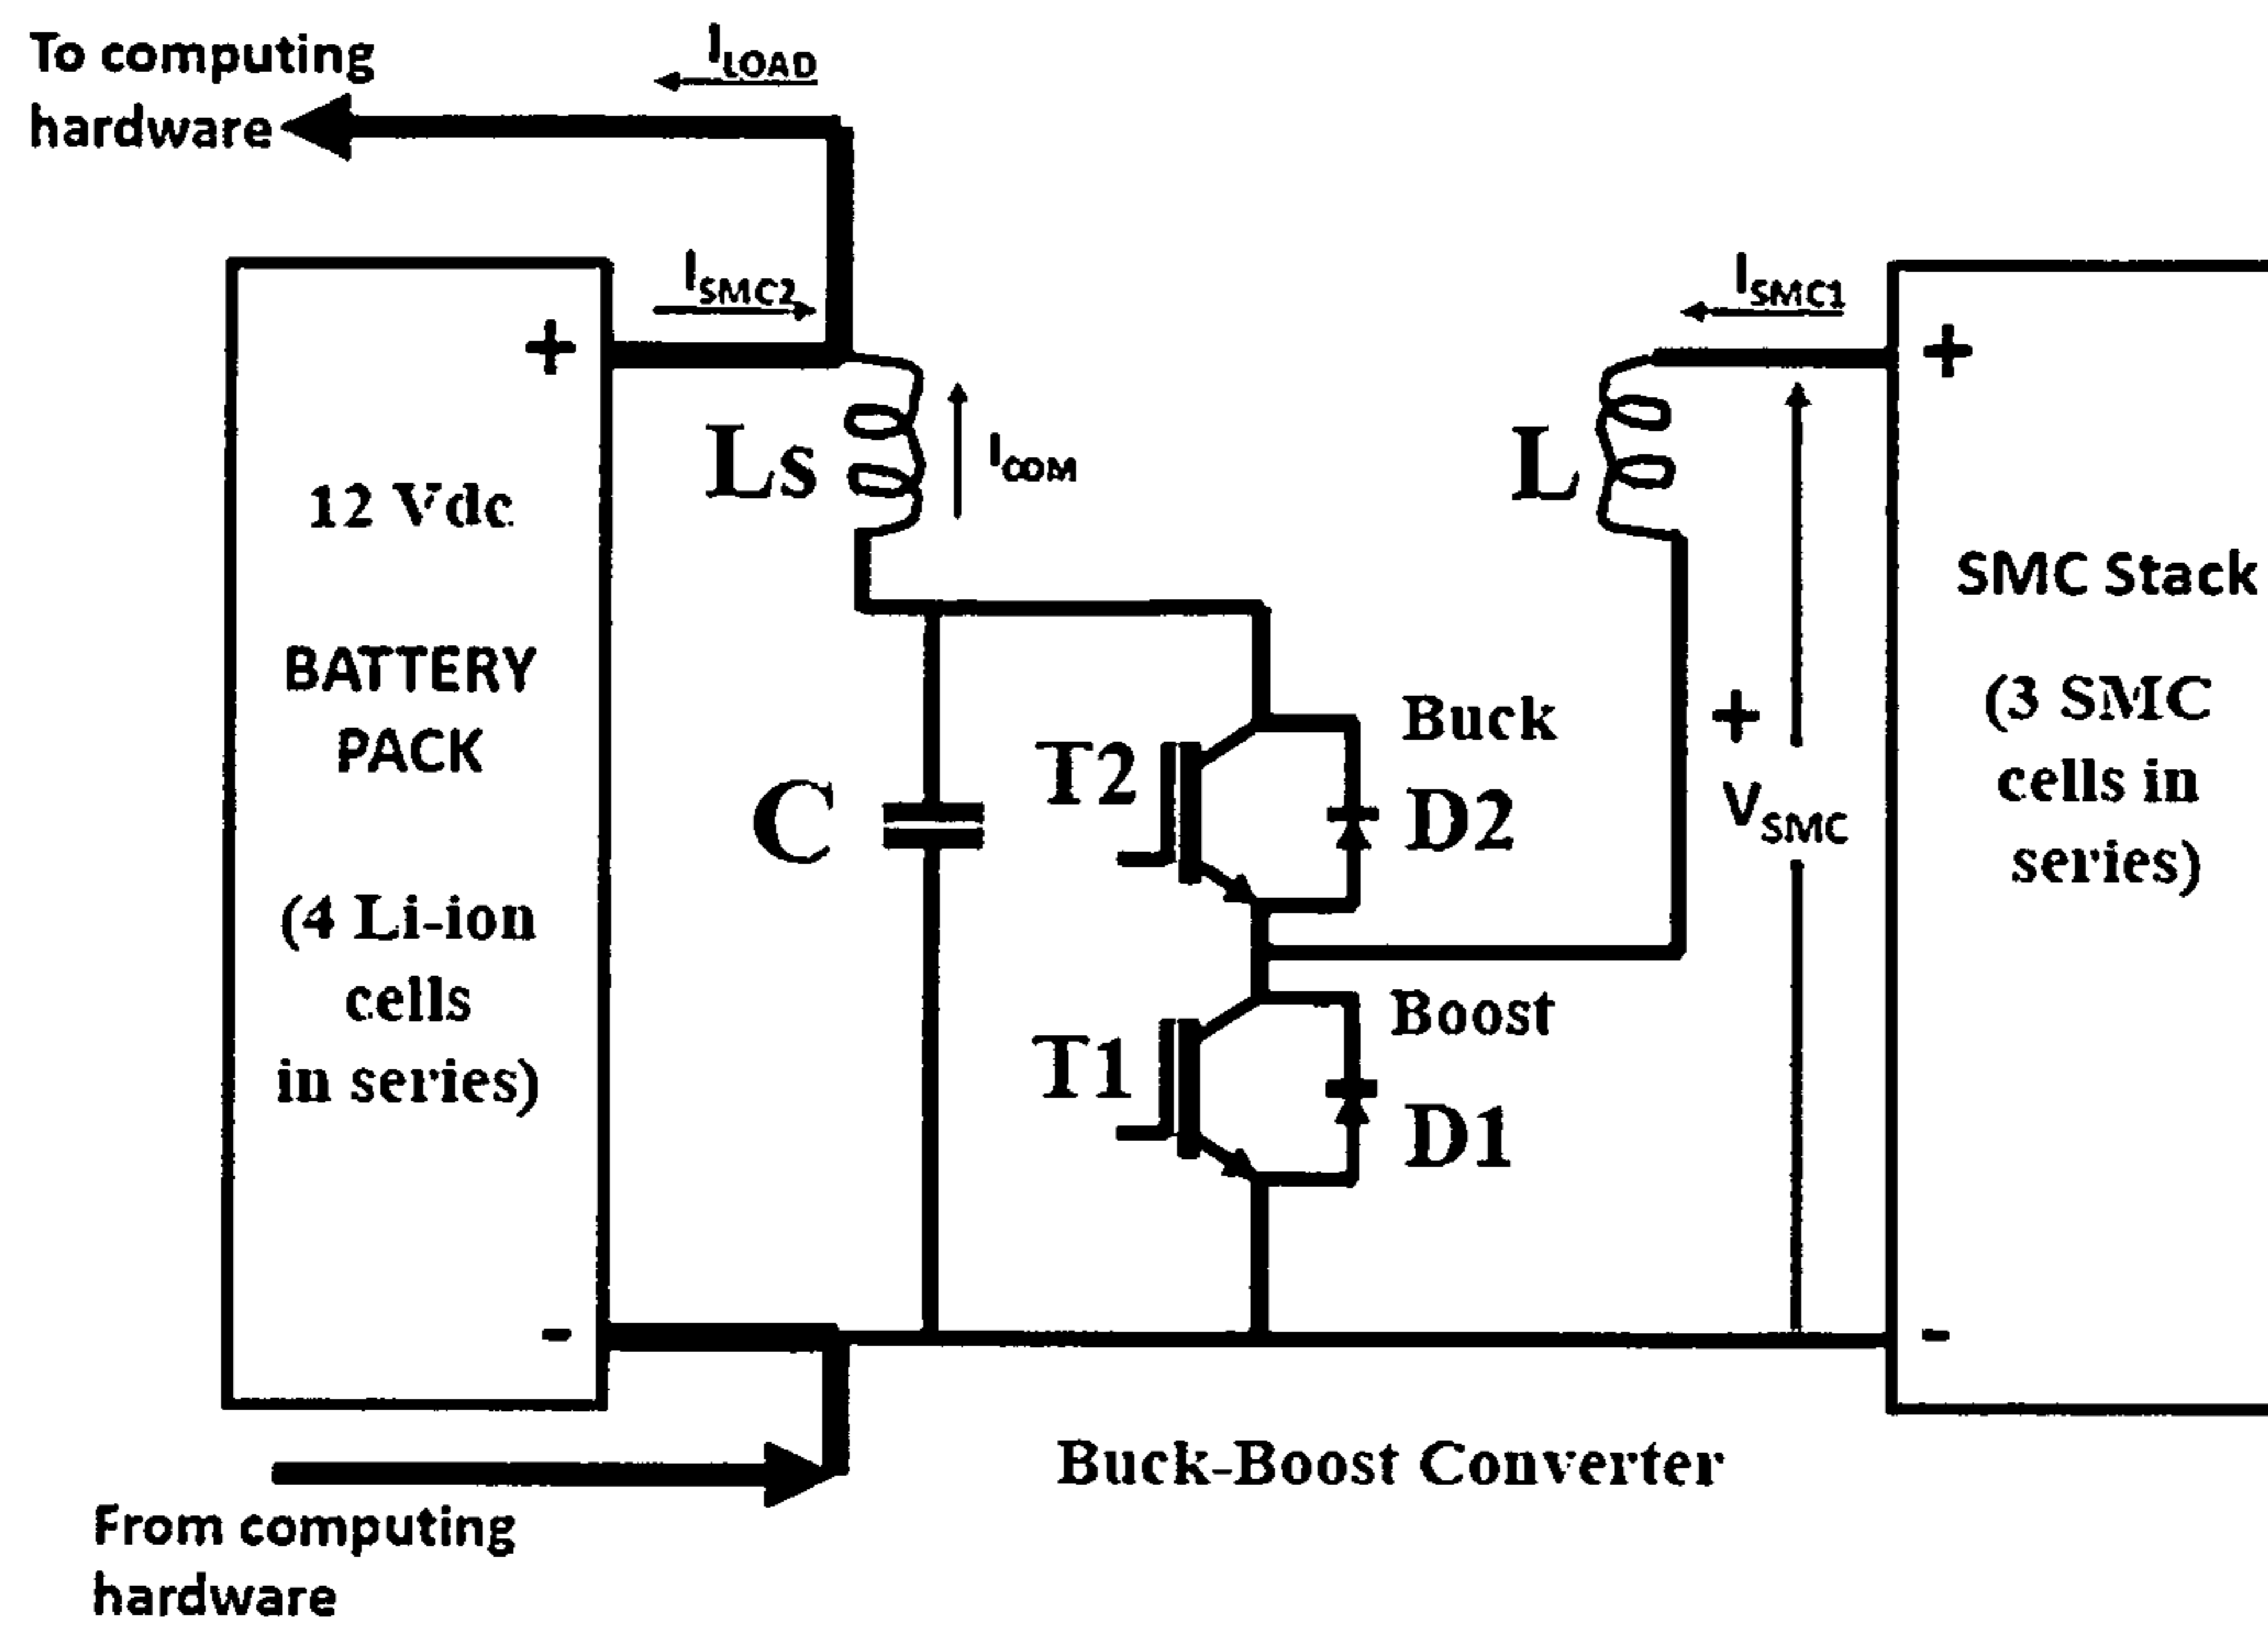 To computing
hardware
I_LOAD
I_SMC2
I_SMC1
+
+
Ls
I_COM
L
12 Vdc
BATTERY
PACK
(4 Li-ion
cells
in series)
SMC Stack
(3 SMC
cells in
series)
Buck
T2
D2
C
+
V_SMC
Boost
T1
D1
-
-
Buck-Boost Converter
From computing
hardware